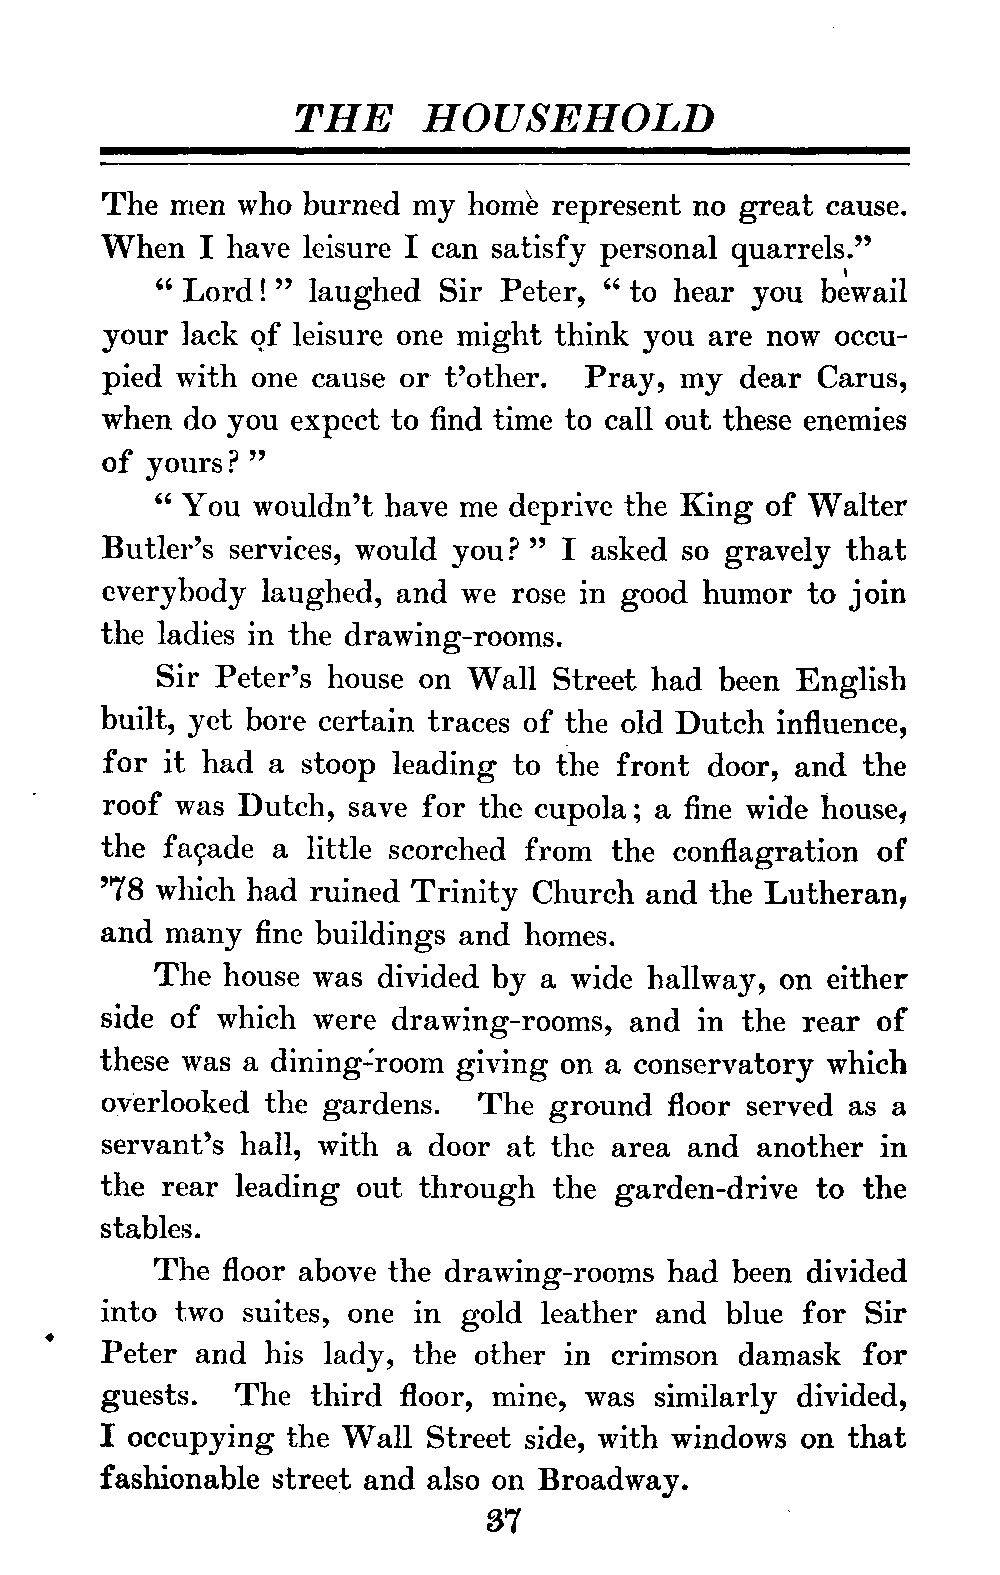 THE HOUSEHOLD
The men who burned my home represent no great cause.
When I have leisure I can satisfy personal quarrels."
" Lord! " laughed Sir Peter, " to hear you bewail
your lack of leisure one might think you are now occu-
pied with one cause or t'other. Pray, my dear Carus,
when do you expect to find time to call out these enemies
of yours? "
" You wouldn't have me deprive the King of Walter
Butler's services, would you? " I asked so gravely that
everybody laughed, and we rose in good humor to join
the ladies in the drawing-rooms.
Sir Peter's house on Wall Street had been English
built, yet bore certain traces of the old Dutch influence,
for it had a stoop leading to the front door, and the
roof was Dutch, save for the cupola; a fine wide house,
the façade a little scorched from the conflagration of
'78 which had ruined Trinity Church and the Lutheran,
and many fine buildings and homes.
The house was divided by a wide hallway, on either
side of which were drawing-rooms, and in the rear of
these was a dining-room giving on a conservatory which
overlooked the gardens. The ground floor served as a
servant's hall, with a door at the area and another in
the rear leading out through the garden-drive to the
stables.
The floor above the drawing-rooms had been divided
into two suites, one in gold leather and blue for Sir
Peter and his lady, the other in crimson damask for
guests. The third floor, mine, was similarly divided,
I occupying the Wall Street side, with windows on that
fashionable street and also on Broadway.
37